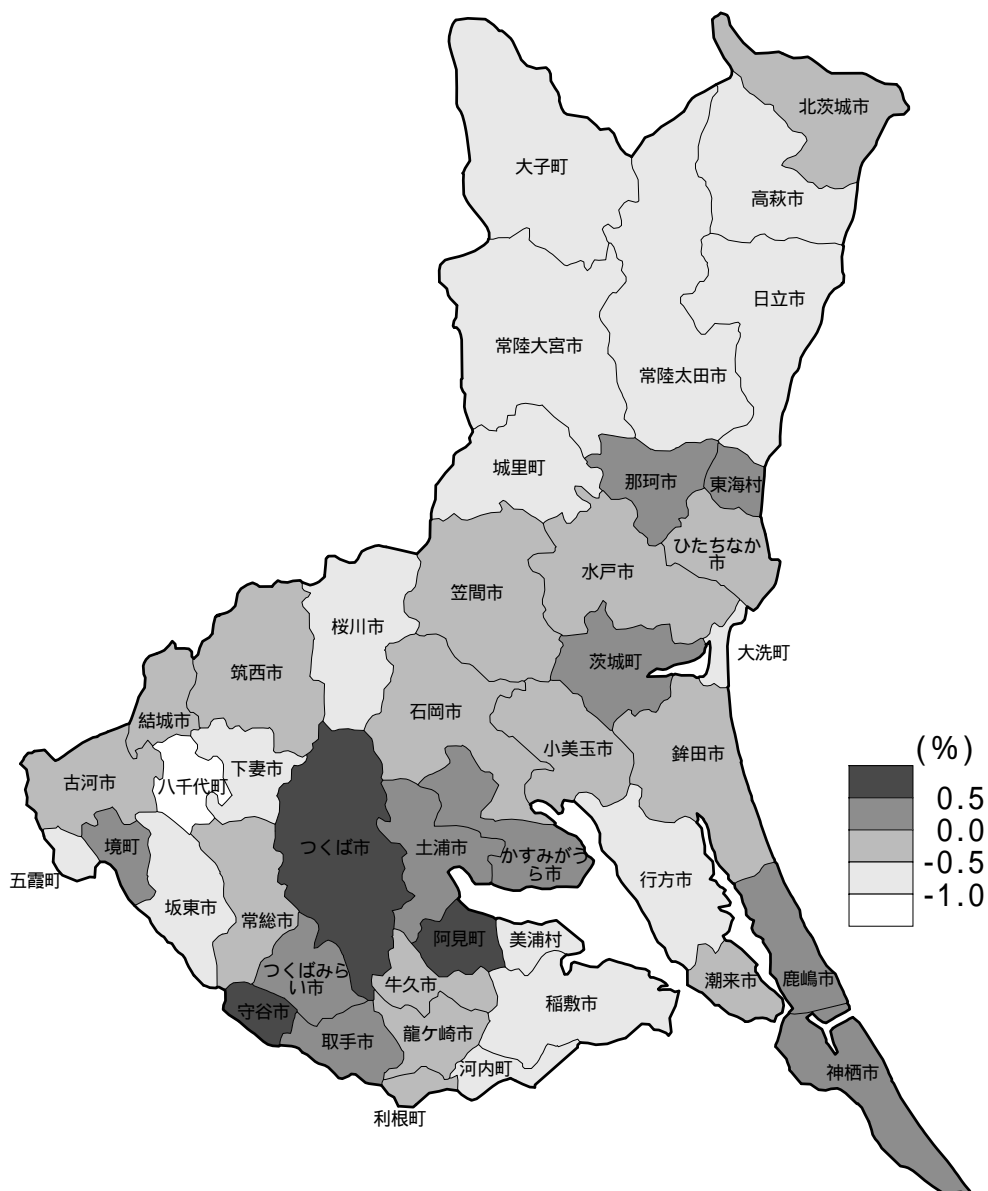 北茨城市
大子町
高萩市
日立市
常陸大宮市
常陸太田市
城里町
那珂市
東海村
ひたちなか
市
水戸市
笠間市
桜川市
茨城町
大洗町
筑西市
石岡市
結城市
小美玉市
鉾田市
古河市
八千代町
下妻市
境町
つくば市
土浦市
かすみがう
ら市
五霞町
坂東市
常総市
行方市
阿見町
美浦村
つくばみら
い市
牛久市
潮来市
鹿嶋市
守谷市
稲敷市
取手市
龍ケ崎市
河内町
神栖市
利根町
(%)
0.5
0.0
-0.5
-1.0